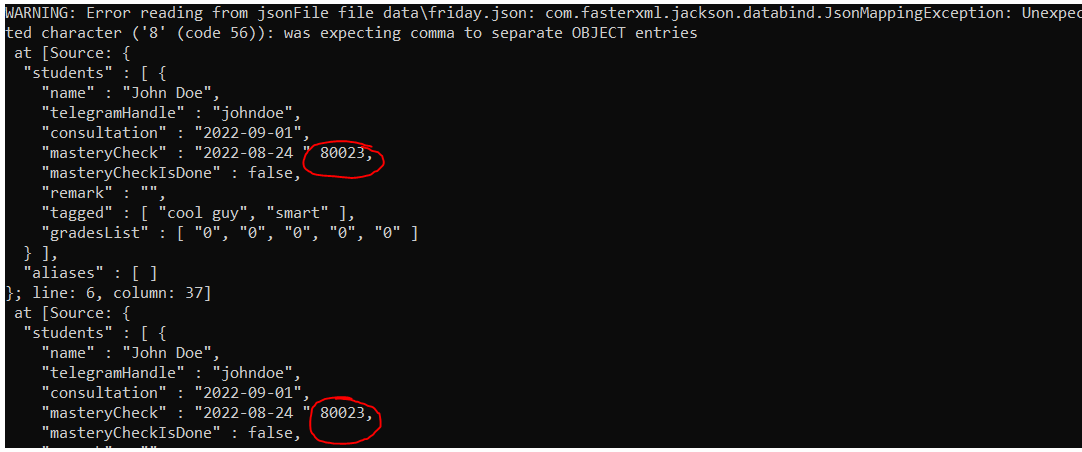 WARNING: Error reading from jsonFile file data\friday.json: com.fasterxml.jackson.databind.JsonMappingException: Unexpec
ted character ('8' (code 56)): was expecting comma to separate OBJECT entries
 at [Source: {
  "students" : [ {
    "name" : "John Doe",
    "telegramHandle" : "johndoe",
    "consultation" : "2022-09-01",
    "masteryCheck" : "2022-08-24 " 80023,
    "masteryCheckIsDone" : false,
    "remark" : "",
    "tagged" : [ "cool guy", "smart" ],
    "gradesList" : [ "0", "0", "0", "0", "0" ]
  } ],
  "aliases" : [ ]
}; line: 6, column: 37]
 at [Source: {
  "students" : [ {
    "name" : "John Doe",
    "telegramHandle" : "johndoe",
    "consultation" : "2022-09-01",
    "masteryCheck" : "2022-08-24 " 80023,
    "masteryCheckIsDone" : false,